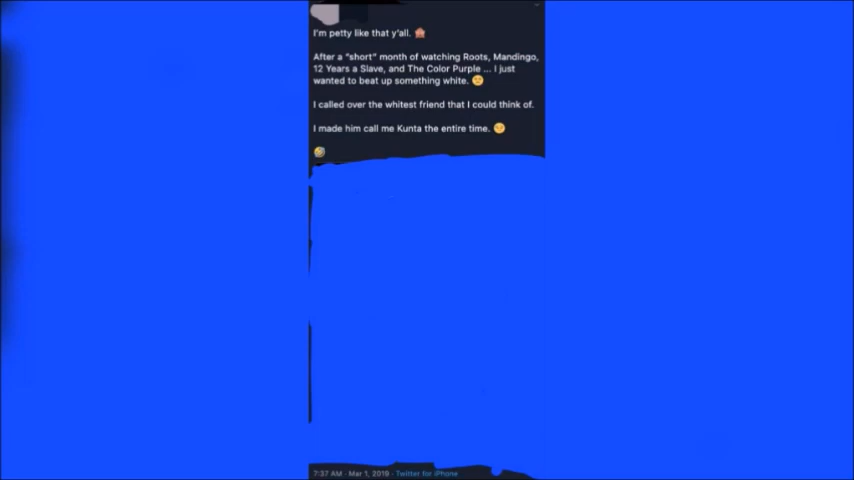 I'm petty like that y'all. 🙈
After a "short" month of watching Roots, Mandingo,
12 Years a Slave, and The Color Purple ... I just
wanted to beat up something white. 😕
I called over the whitest friend that I could think of.
I made him call me Kunta the entire time. 😏
🤣
7:37 AM · Mar 1, 2019 · Twitter for iPhone